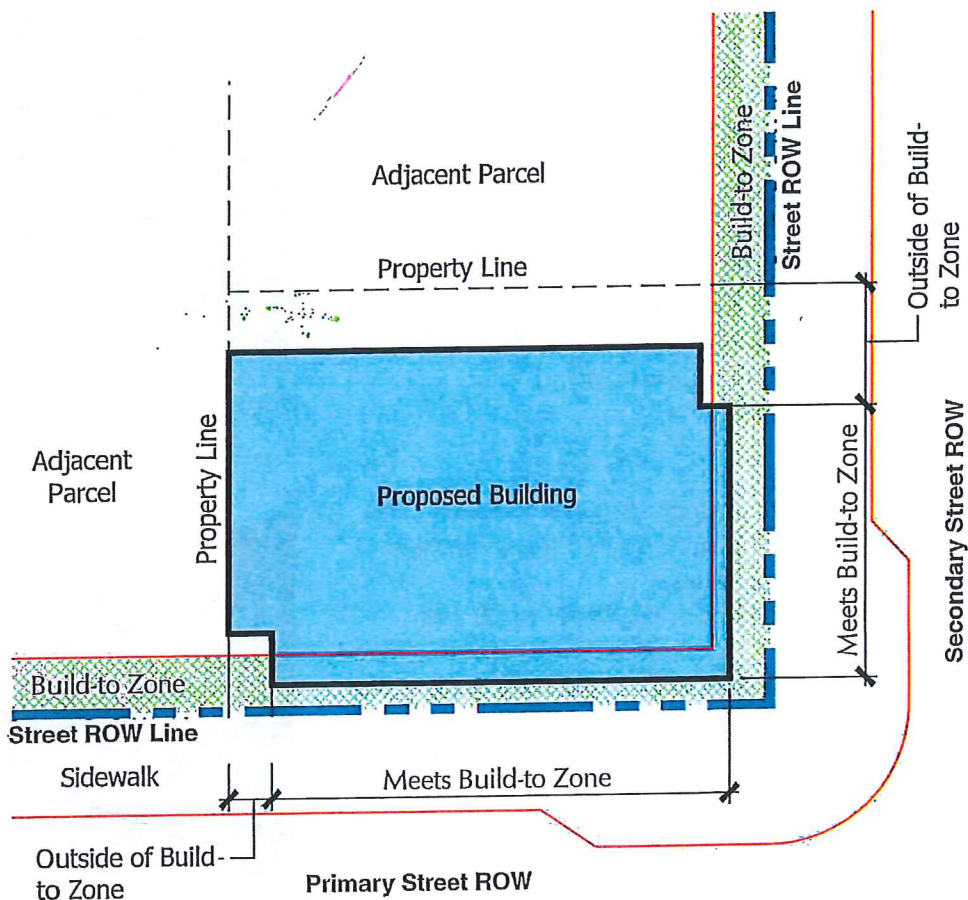 Adjacent Parcel
Property Line
Build-to Zone
Street ROW Line
Outside of Build-
to Zone
Adjacent
Parcel
Property Line
Proposed Building
Meets Build-to Zone
Secondary Street ROW
Build-to Zone
Street ROW Line
Sidewalk
Meets Build-to Zone
Outside of Build-
to Zone
Primary Street ROW